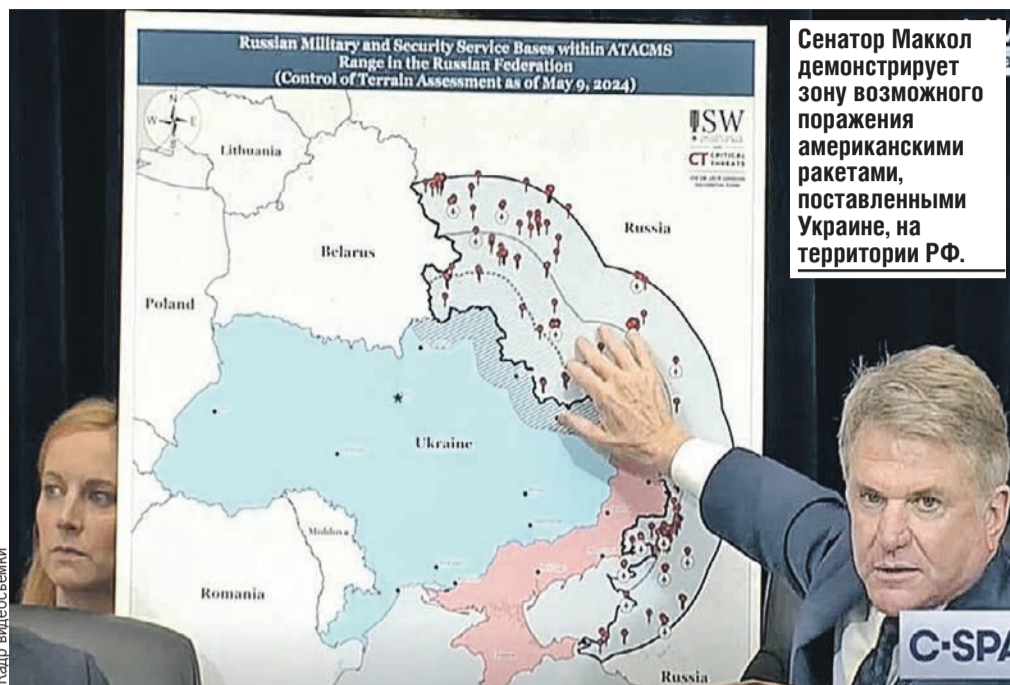 Russian Military and Security Service Bases within ATACMS
Range in the Russian Federation
(Control of Terrain Assessment as of May 9, 2024)
Сенатор Маккол
демонстрирует
зону возможного
поражения
американскими
ракетами,
поставленными
Украине, на
территории РФ.
N
W
E
S
ISW
CT CRITICAL
THREATS
Lithuania
Russia
Belarus
Poland
Ukraine
Moldova
Romania
Russia
C-SPA
Кадр видеосъемки